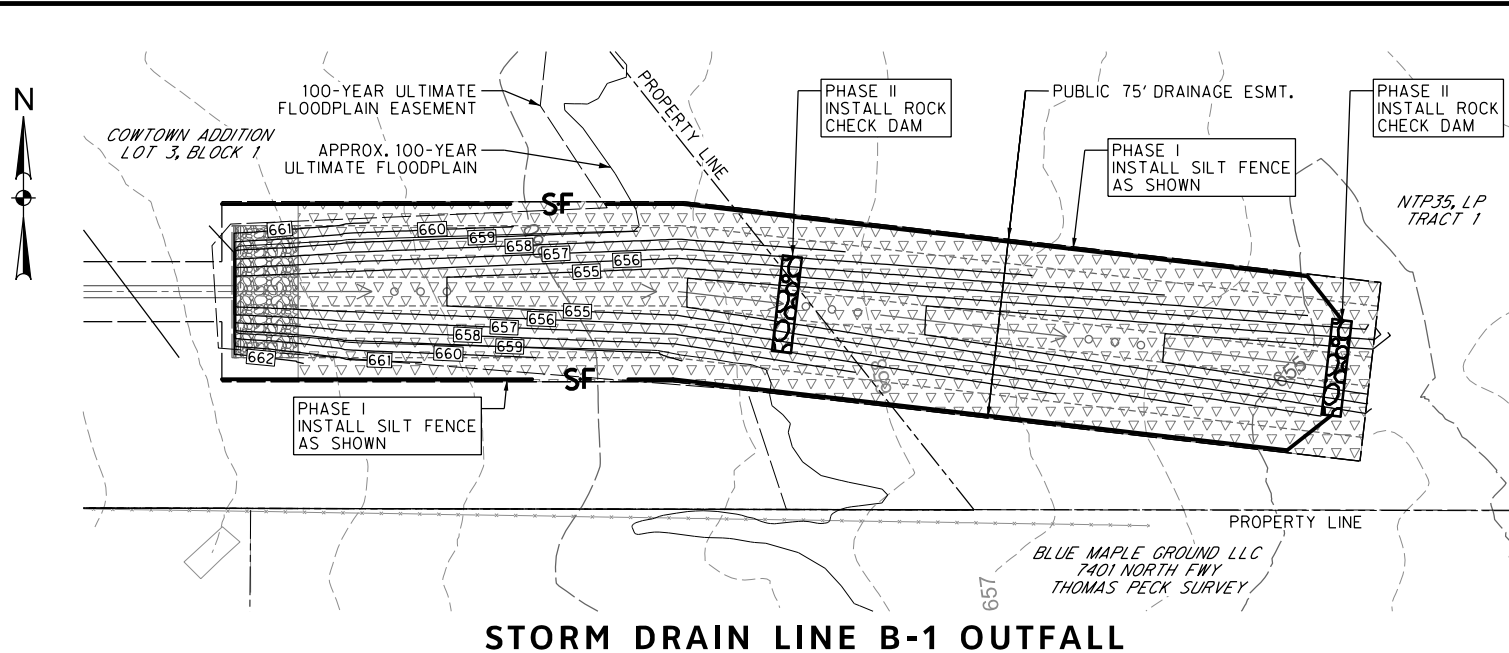 N
COWTOWN ADDITION
LOT 3, BLOCK 1
100-YEAR ULTIMATE
FLOODPLAIN EASEMENT
APPROX. 100-YEAR
ULTIMATE FLOODPLAIN
PROPERTY LINE
PHASE II
INSTALL ROCK
CHECK DAM
PUBLIC 75' DRAINAGE ESMT.
PHASE I
INSTALL SILT FENCE
AS SHOWN
PHASE II
INSTALL ROCK
CHECK DAM
NTP35, LP
TRACT 1
SF
661
660
659
658
657
656
655
655
656
657
658
659
660
661
662
SF
655
PHASE I
INSTALL SILT FENCE
AS SHOWN
PROPERTY LINE
BLUE MAPLE GROUND LLC
7401 NORTH FWY
THOMAS PECK SURVEY
657
STORM DRAIN LINE B-1 OUTFALL